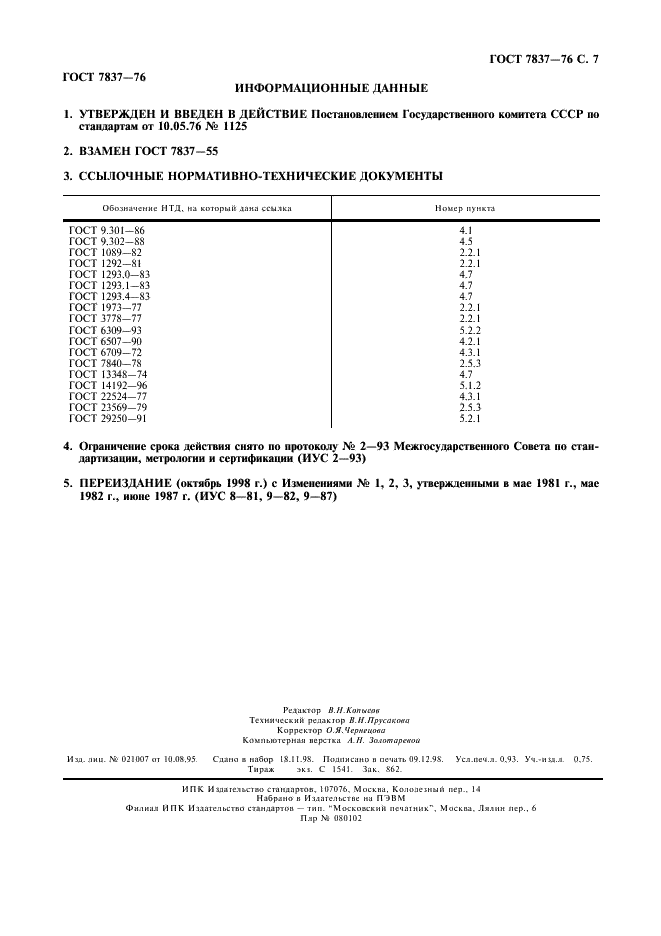 ГОСТ 7837—76 С. 7
ГОСТ 7837—76
ИНФОРМАЦИОННЫЕ ДАННЫЕ
1. УТВЕРЖДЕН И ВВЕДЕН В ДЕЙСТВИЕ Постановлением Государственного комитета СССР по
стандартам от 10.05.76 № 1125
2. ВЗАМЕН ГОСТ 7837—55
3. ССЫЛОЧНЫЕ НОРМАТИВНО-ТЕХНИЧЕСКИЕ ДОКУМЕНТЫ
Обозначение НТД, на который дана ссылка Номер пункта
ГОСТ 9.301—86 4.1
ГОСТ 9.302—88 4.5
ГОСТ 1089—82 2.2.1
ГОСТ 1292—81 2.2.1
ГОСТ 1293.0—83 4.7
ГОСТ 1293.1—83 4.7
ГОСТ 1293.4—83 4.7
ГОСТ 1973—77 2.2.1
ГОСТ 3778—77 2.2.1
ГОСТ 6309—93 5.2.2
ГОСТ 6507—90 4.2.1
ГОСТ 6709—72 4.3.1
ГОСТ 7840—78 2.5.3
ГОСТ 13348—74 4.7
ГОСТ 14192—96 5.1.2
ГОСТ 22524—77 4.3.1
ГОСТ 23569—79 2.5.3
ГОСТ 29250—91 5.2.1
4. Ограничение срока действия снято по протоколу № 2—93 Межгосударственного Совета по стан-
дартизации, метрологии и сертификации (ИУС 2—93)
5. ПЕРЕИЗДАНИЕ (октябрь 1998 г.) с Изменениями № 1, 2, 3, утвержденными в мае 1981 г., мае
1982 г., июне 1987 г. (ИУС 8—81, 9—82, 9—87)
Редактор В.Н.Копысов
Технический редактор В.Н.Прусакова
Корректор О.Я.Чернецова
Компьютерная верстка А.Н. Золотаревой
Изд. лиц. № 021007 от 10.08.95. Сдано в набор 18.11.98. Подписано в печать 09.12.98. Усл.печ.л. 0,93. Уч.-изд.л. 0,75.
Тираж экз. С 1541. Зак. 862.
ИПК Издательство стандартов, 107076, Москва, Колодезный пер., 14
Набрано в Издательстве на ПЭВМ
Филиал ИПК Издательство стандартов — тип. “Московский печатник”, Москва, Лялин пер., 6
Плр № 080102